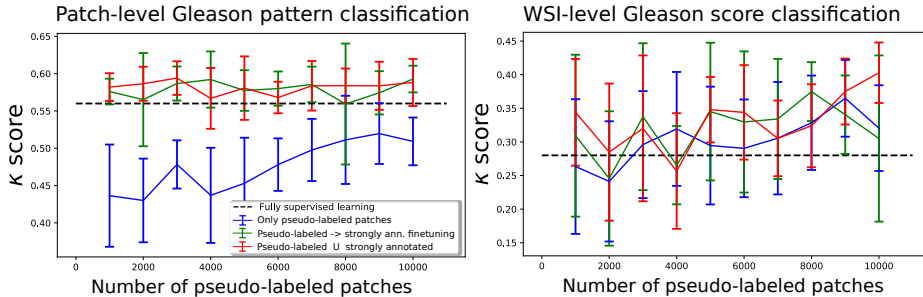 Patch-level Gleason pattern classification
0.65
0.60
0.55
0.50
0.45
0.40
κ score
0
2000
4000
6000
8000
10000
Number of pseudo-labeled patches
Fully supervised learning
Only pseudo-labeled patches
Pseudo-labeled -> strongly ann. finetuning
Pseudo-labeled U strongly annotated
WSI-level Gleason score classification
0.45
0.40
0.35
0.30
0.25
0.20
0.15
κ score
0
2000
4000
6000
8000
10000
Number of pseudo-labeled patches